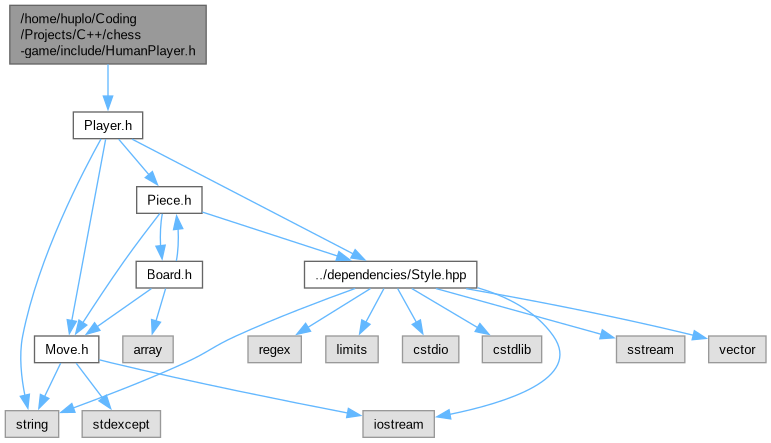 /home/huplo/Coding
/Projects/C++/chess
-game/include/HumanPlayer.h
Player.h
Piece.h
Board.h
../dependencies/Style.hpp
Move.h
array
regex
limits
cstdio
cstdlib
sstream
vector
string
stdexcept
iostream